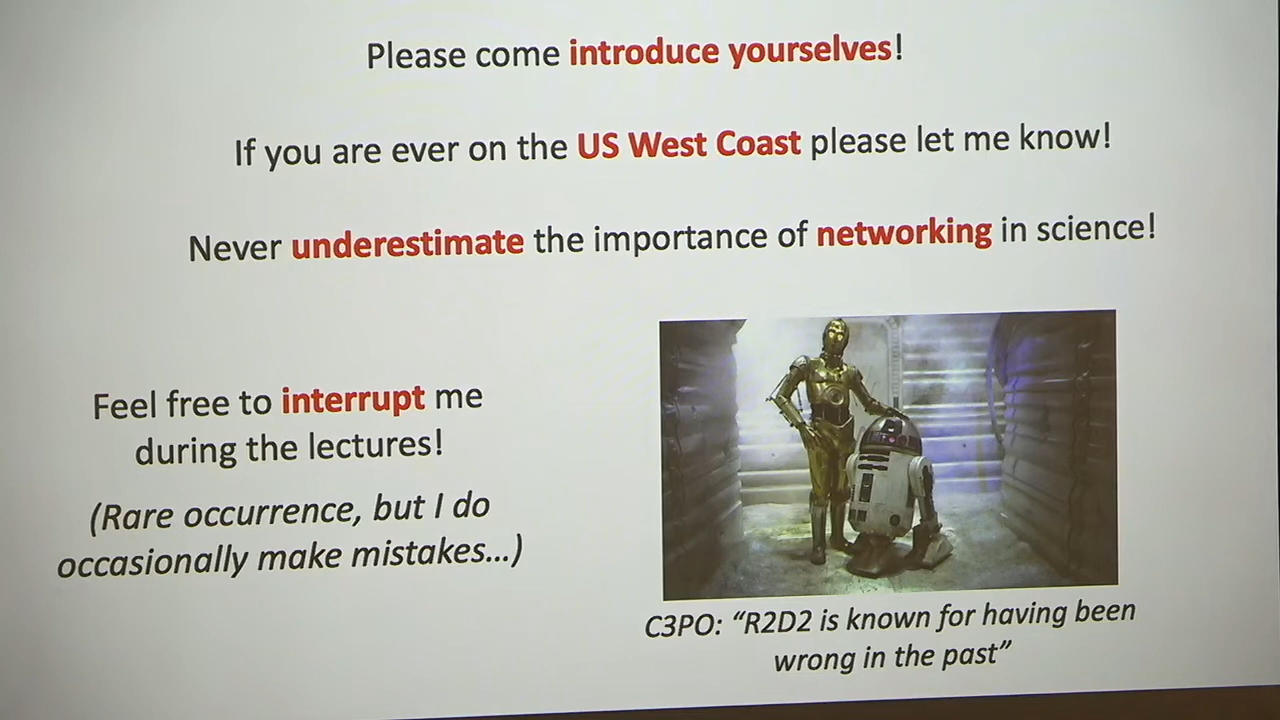 Please come introduce yourselves!
If you are ever on the US West Coast please let me know!
Never underestimate the importance of networking in science!
Feel free to interrupt me
during the lectures!
(Rare occurrence, but I do
occasionally make mistakes...)
C3PO: “R2D2 is known for having been
wrong in the past”